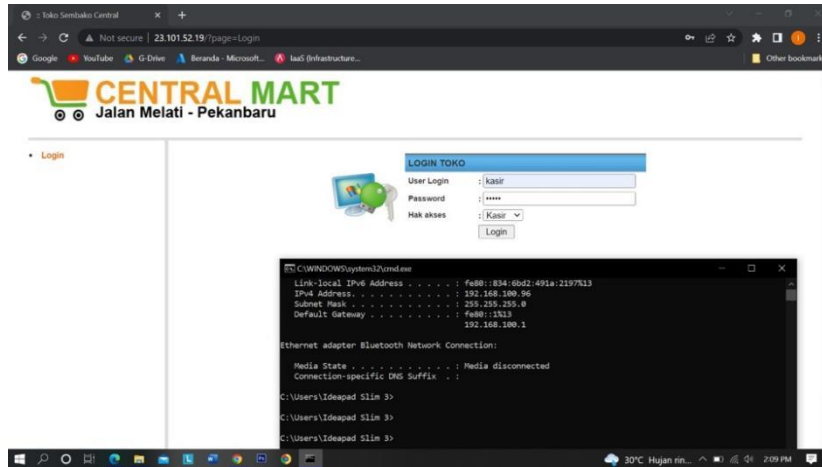 :: Toko Sembako Central
Not secure | 23.101.52.19/?page=Login
Google YouTube G-Drive Beranda - Microsoft... IaaS (Infrastructure... Other bookmark
CENTRAL MART
Jalan Melati - Pekanbaru
Login
LOGIN TOKO
User Login : kasir
Password : •••••
Hak akses : Kasir
Login
C:\WINDOWS\system32\cmd.exe
Link-local IPv6 Address . . . . . : fe80::834:6bd2:491a:2197%13
IPv4 Address. . . . . . . . . . . : 192.168.100.96
Subnet Mask . . . . . . . . . . . : 255.255.255.0
Default Gateway . . . . . . . . . : fe80::1%13
192.168.100.1
Ethernet adapter Bluetooth Network Connection:
Media State . . . . . . . . . . . : Media disconnected
Connection-specific DNS Suffix . :
C:\Users\Ideapad Slim 3>
C:\Users\Ideapad Slim 3>
C:\Users\Ideapad Slim 3>
30°C Hujan rin... 2:09 PM